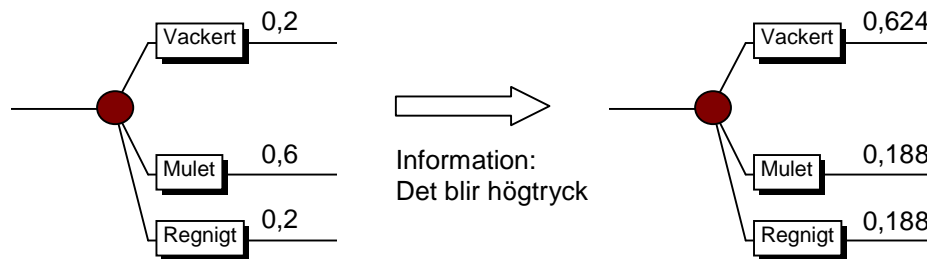 0,2
Vackert
0,6
Mulet
0,2
Regnigt
Information:
Det blir högtryck
0,624
Vackert
0,188
Mulet
0,188
Regnigt